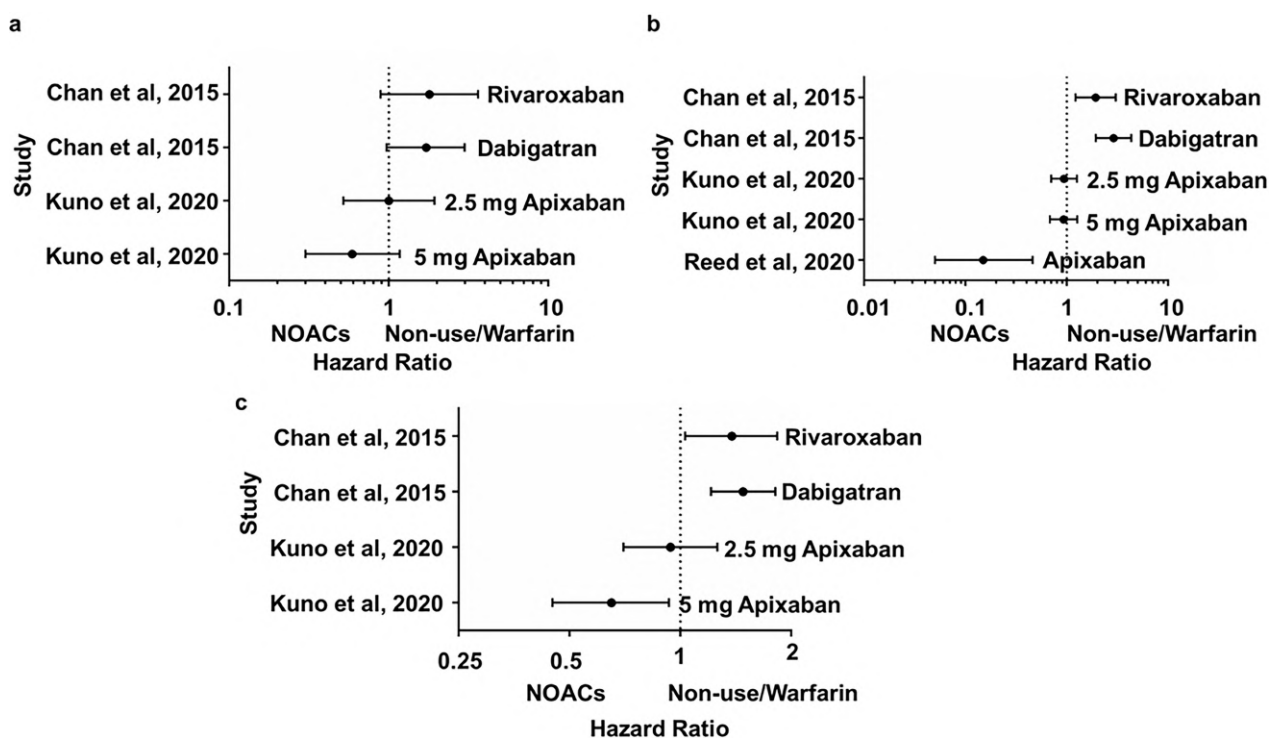 a
Study
Chan et al, 2015 Rivaroxaban
Chan et al, 2015 Dabigatran
Kuno et al, 2020 2.5 mg Apixaban
Kuno et al, 2020 5 mg Apixaban
0.1 1 10
NOACs Non-use/Warfarin
Hazard Ratio
b
Study
Chan et al, 2015 Rivaroxaban
Chan et al, 2015 Dabigatran
Kuno et al, 2020 2.5 mg Apixaban
Kuno et al, 2020 5 mg Apixaban
Reed et al, 2020 Apixaban
0.01 0.1 1 10
NOACs Non-use/Warfarin
Hazard Ratio
c
Study
Chan et al, 2015 Rivaroxaban
Chan et al, 2015 Dabigatran
Kuno et al, 2020 2.5 mg Apixaban
Kuno et al, 2020 5 mg Apixaban
0.25 0.5 1 2
NOACs Non-use/Warfarin
Hazard Ratio